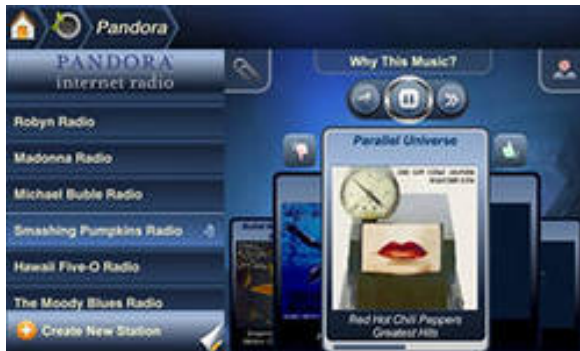 Pandora
PANDORA
internet radio
Robyn Radio
Madonna Radio
Michael Buble Radio
Smashing Pumpkins Radio
Hawaii Five-O Radio
The Moody Blues Radio
Create New Station
Why This Music?
Parallel Universe
Red Hot Chili Peppers
Greatest Hits